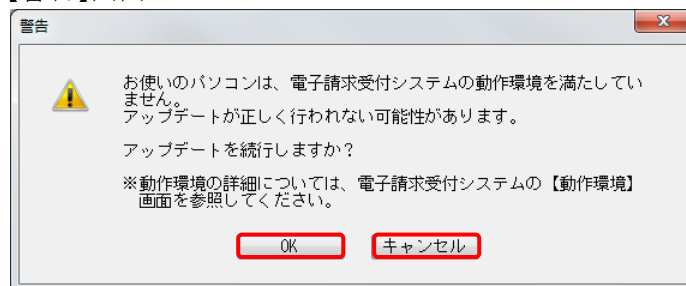 警告
お使いのパソコンは、電子請求受付システムの動作環境を満たしてい
ません。
アップデートが正しく行われない可能性があります。
アップデートを続行しますか？
※動作環境の詳細については、電子請求受付システムの【動作環境】
画面を参照してください。
OK キャンセル